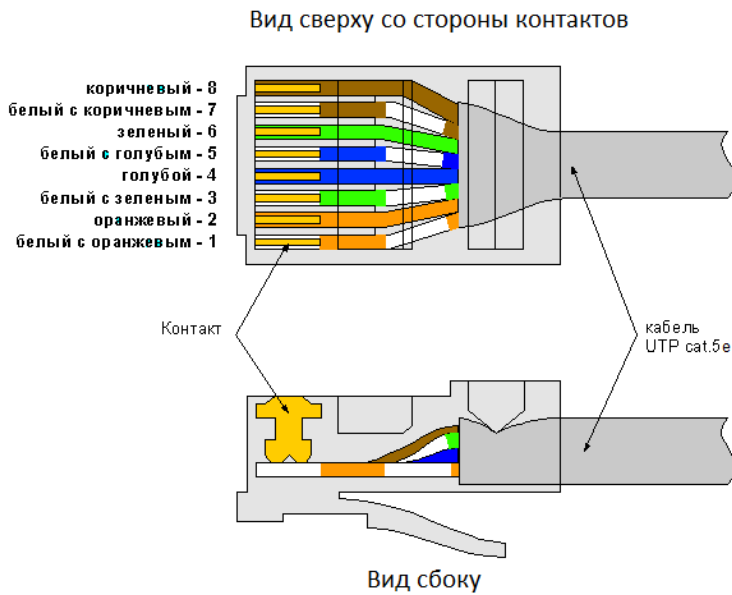 Вид сверху со стороны контактов
коричневый - 8
белый с коричневым - 7
зеленый - 6
белый с голубым - 5
голубой - 4
белый с зеленым - 3
оранжевый - 2
белый с оранжевым - 1
Контакт
кабель
UTP cat.5e
Вид сбоку